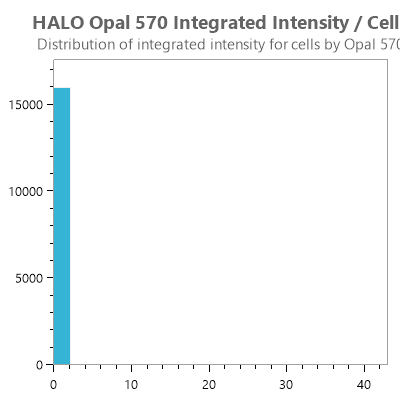 HALO Opal 570 Integrated Intensity / Cell
Distribution of integrated intensity for cells by Opal 570
15000
10000
5000
0
0 10 20 30 40